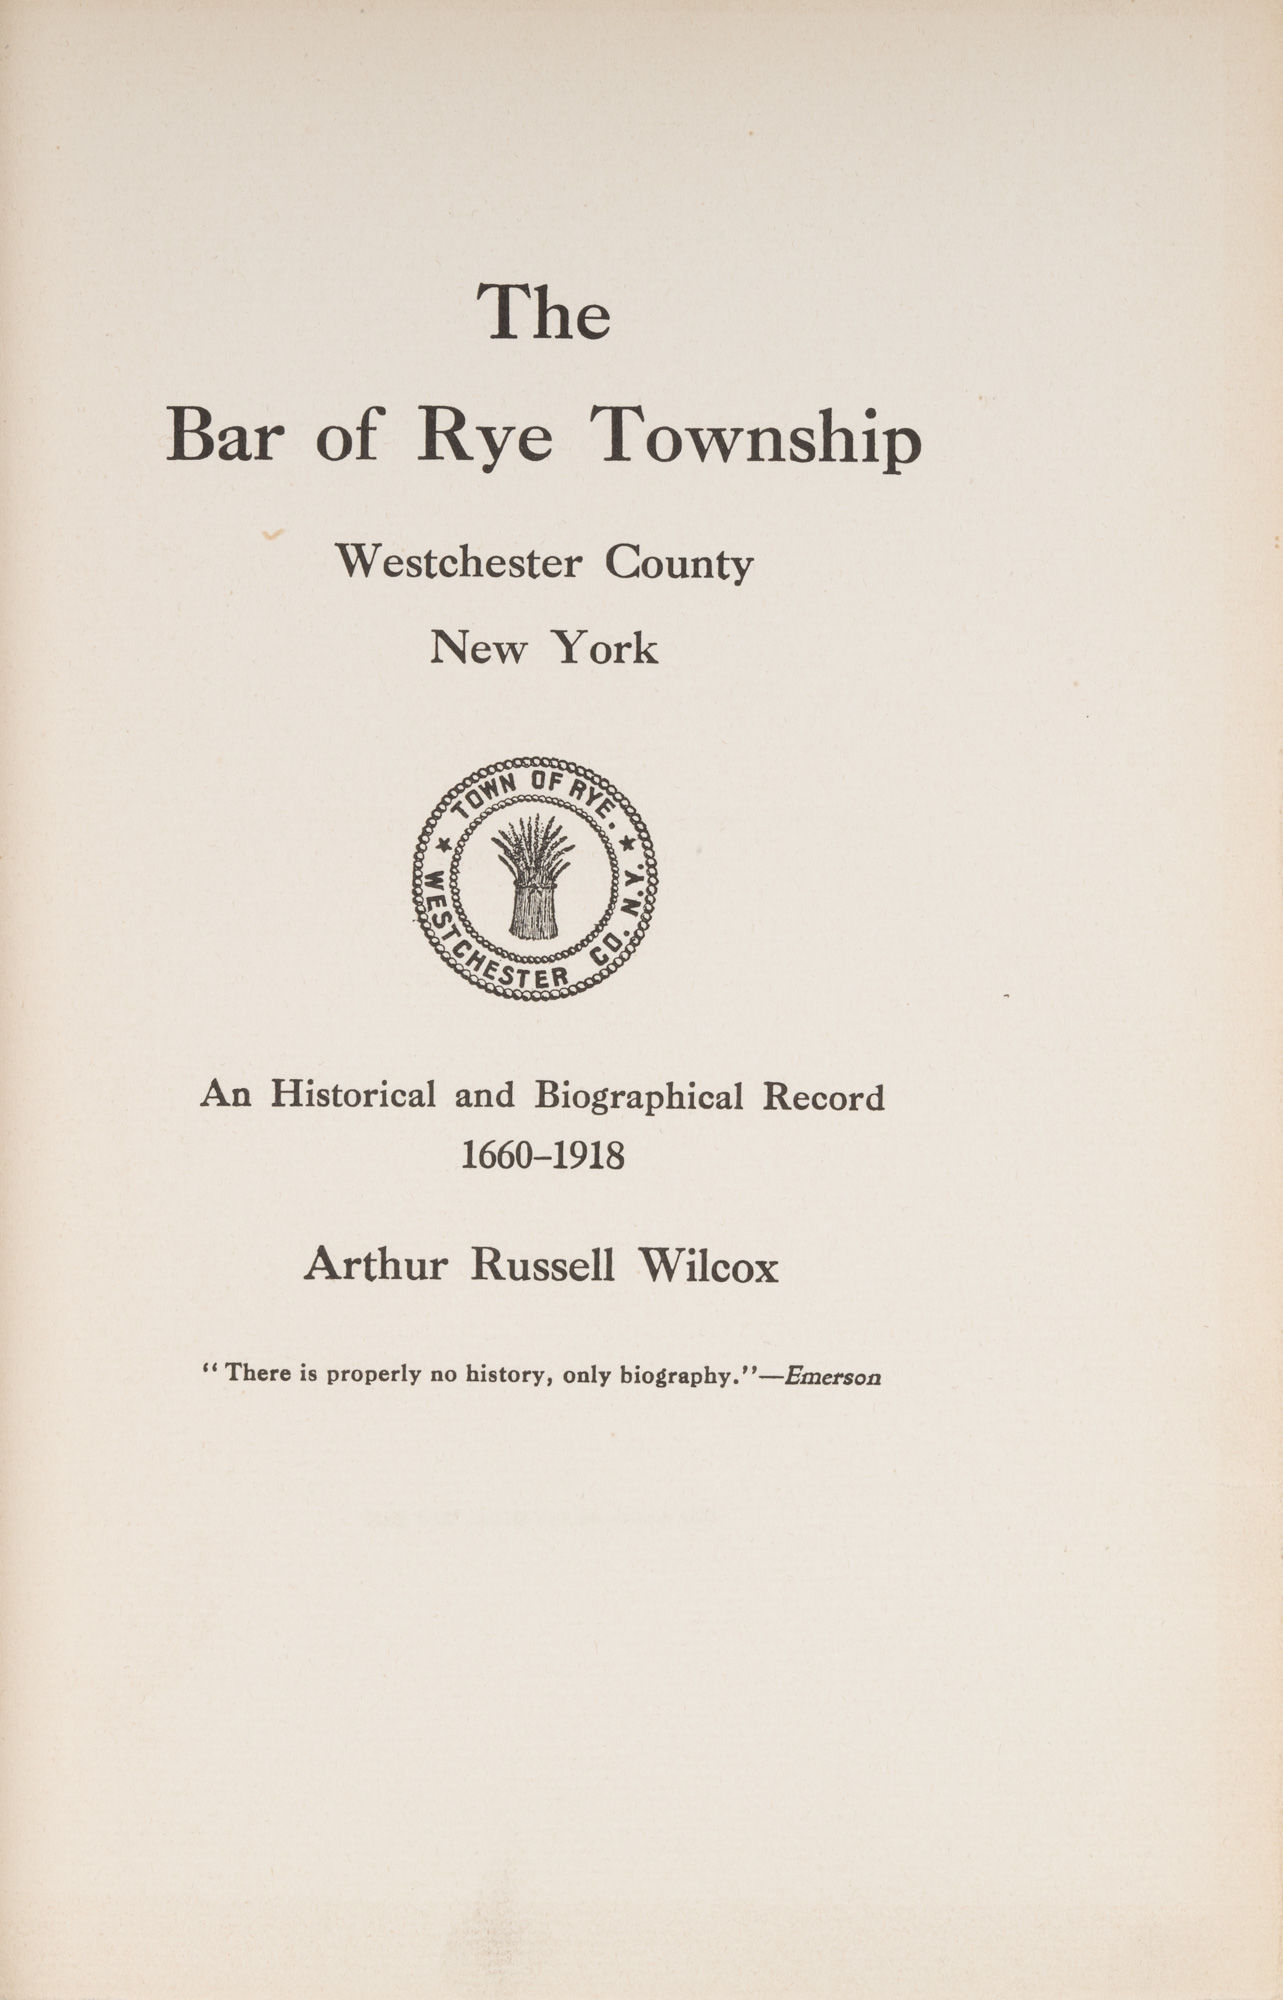 The
Bar of Rye Township
Westchester County
New York
TOWN OF RYE.
WESTCHESTER CO. N.Y.
An Historical and Biographical Record
1660–1918
Arthur Russell Wilcox
“There is properly no history, only biography.”—Emerson